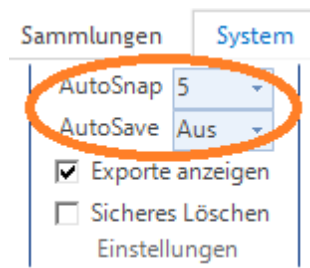 Sammlungen System
AutoSnap 5
AutoSave Aus
Exporte anzeigen
Sicheres Löschen
Einstellungen